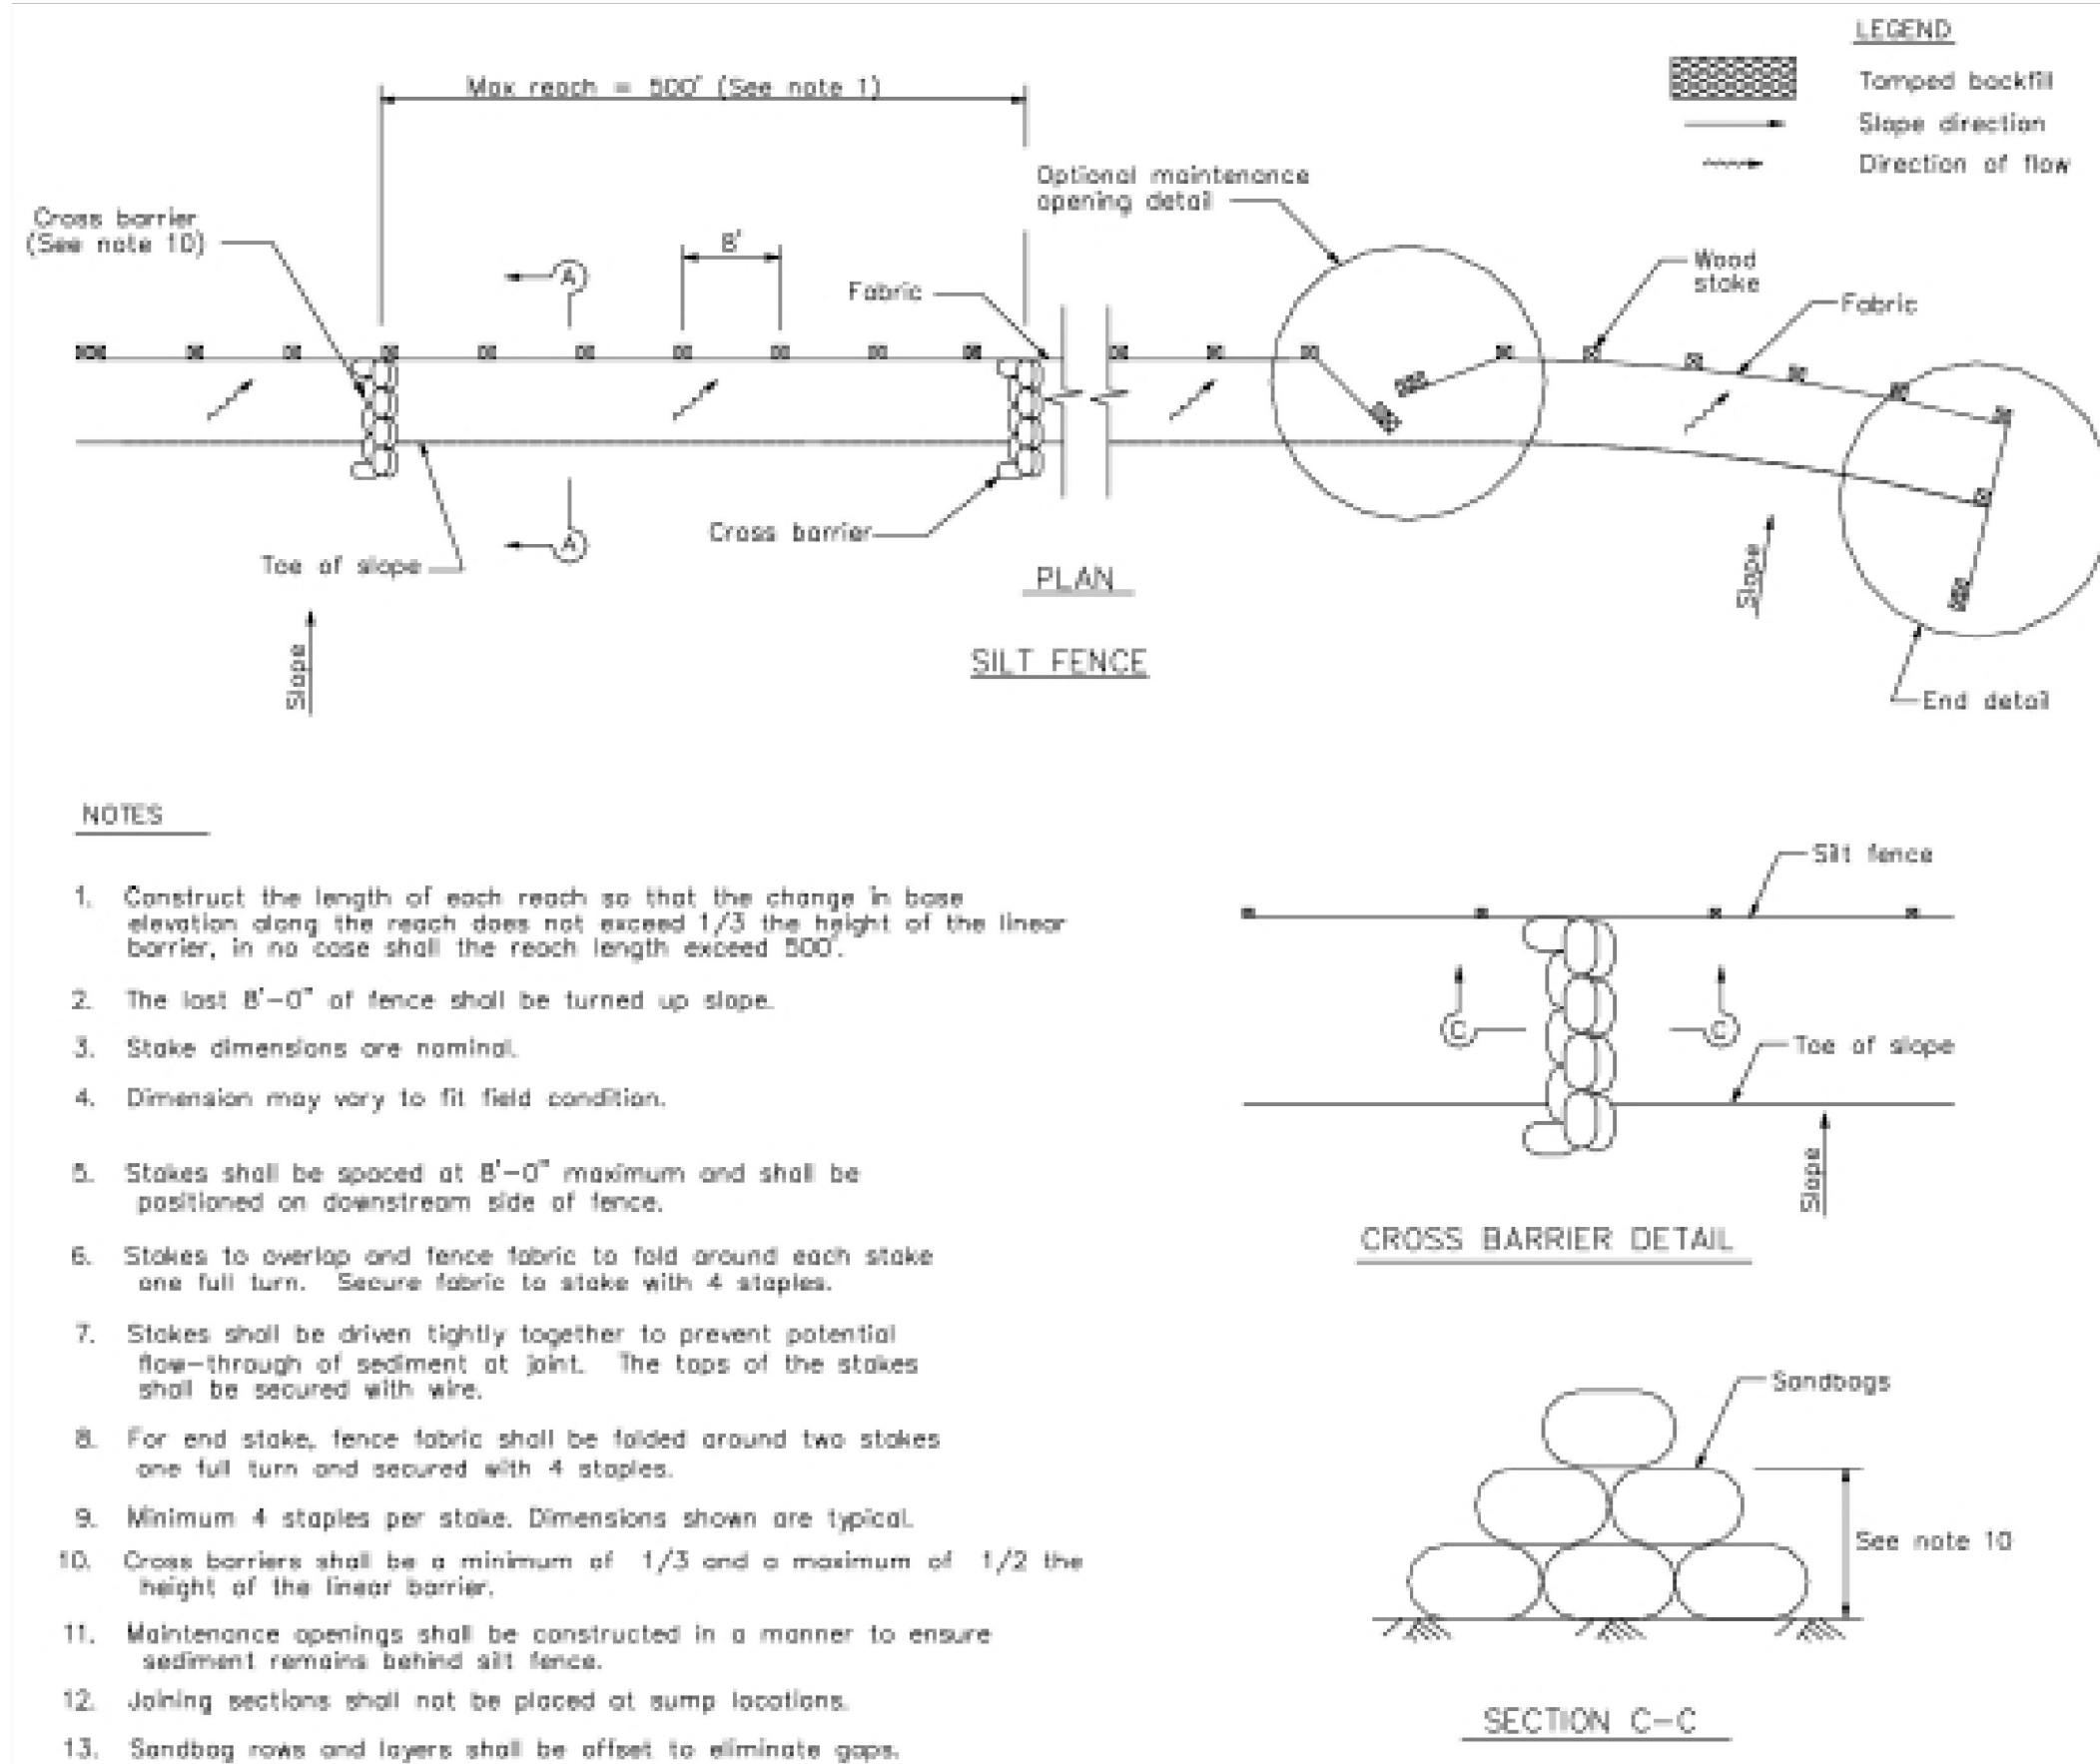 LEGEND
Tamped backfill
Slope direction
Direction of flow
Max reach = 500' (See note 1)
Optional maintenance
opening detail
Cross barrier
(See note 10)
8'
A
Fabric
Wood
stake
Fabric
Cross barrier
A
Toe of slope
PLAN
Slope
Slope
SILT FENCE
End detail
NOTES
1. Construct the length of each reach so that the change in base
elevation along the reach does not exceed 1/3 the height of the linear
barrier, in no case shall the reach length exceed 500'.
2. The last 8'-0" of fence shall be turned up slope.
3. Stake dimensions are nominal.
4. Dimension may vary to fit field condition.
5. Stakes shall be spaced at 8'-0" maximum and shall be
positioned on downstream side of fence.
6. Stakes to overlap and fence fabric to fold around each stake
one full turn. Secure fabric to stake with 4 staples.
7. Stakes shall be driven tightly together to prevent potential
flow-through of sediment at joint. The tops of the stakes
shall be secured with wire.
8. For end stake, fence fabric shall be folded around two stakes
one full turn and secured with 4 staples.
9. Minimum 4 staples per stake. Dimensions shown are typical.
10. Cross barriers shall be a minimum of 1/3 and a maximum of 1/2 the
height of the linear barrier.
11. Maintenance openings shall be constructed in a manner to ensure
sediment remains behind silt fence.
12. Joining sections shall not be placed at sump locations.
13. Sandbag rows and layers shall be offset to eliminate gaps.
Silt fence
C
C
Toe of slope
Slope
CROSS BARRIER DETAIL
Sandbags
See note 10
SECTION C-C